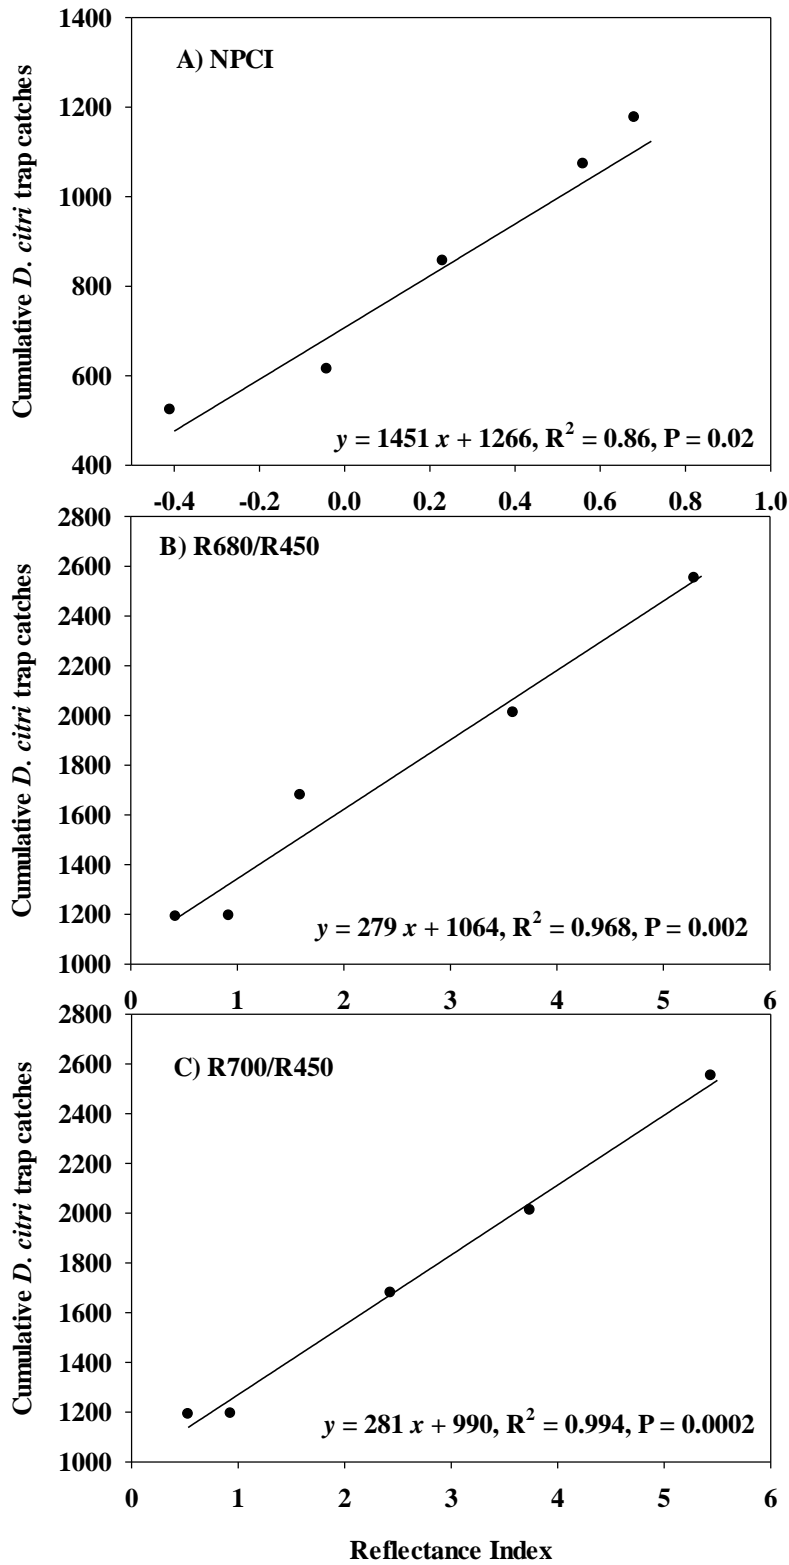 1400
A) NPCI
1200
1000
800
600
400
Cumulative D. citri trap catches
y = 1451 x + 1266, R² = 0.86, P = 0.02
-0.4 -0.2 0.0 0.2 0.4 0.6 0.8 1.0
2800
B) R680/R450
2600
2400
2200
2000
1800
1600
1400
1200
1000
Cumulative D. citri trap catches
y = 279 x + 1064, R² = 0.968, P = 0.002
0 1 2 3 4 5 6
2800
C) R700/R450
2600
2400
2200
2000
1800
1600
1400
1200
1000
Cumulative D. citri trap catches
y = 281 x + 990, R² = 0.994, P = 0.0002
0 1 2 3 4 5 6
Reflectance Index